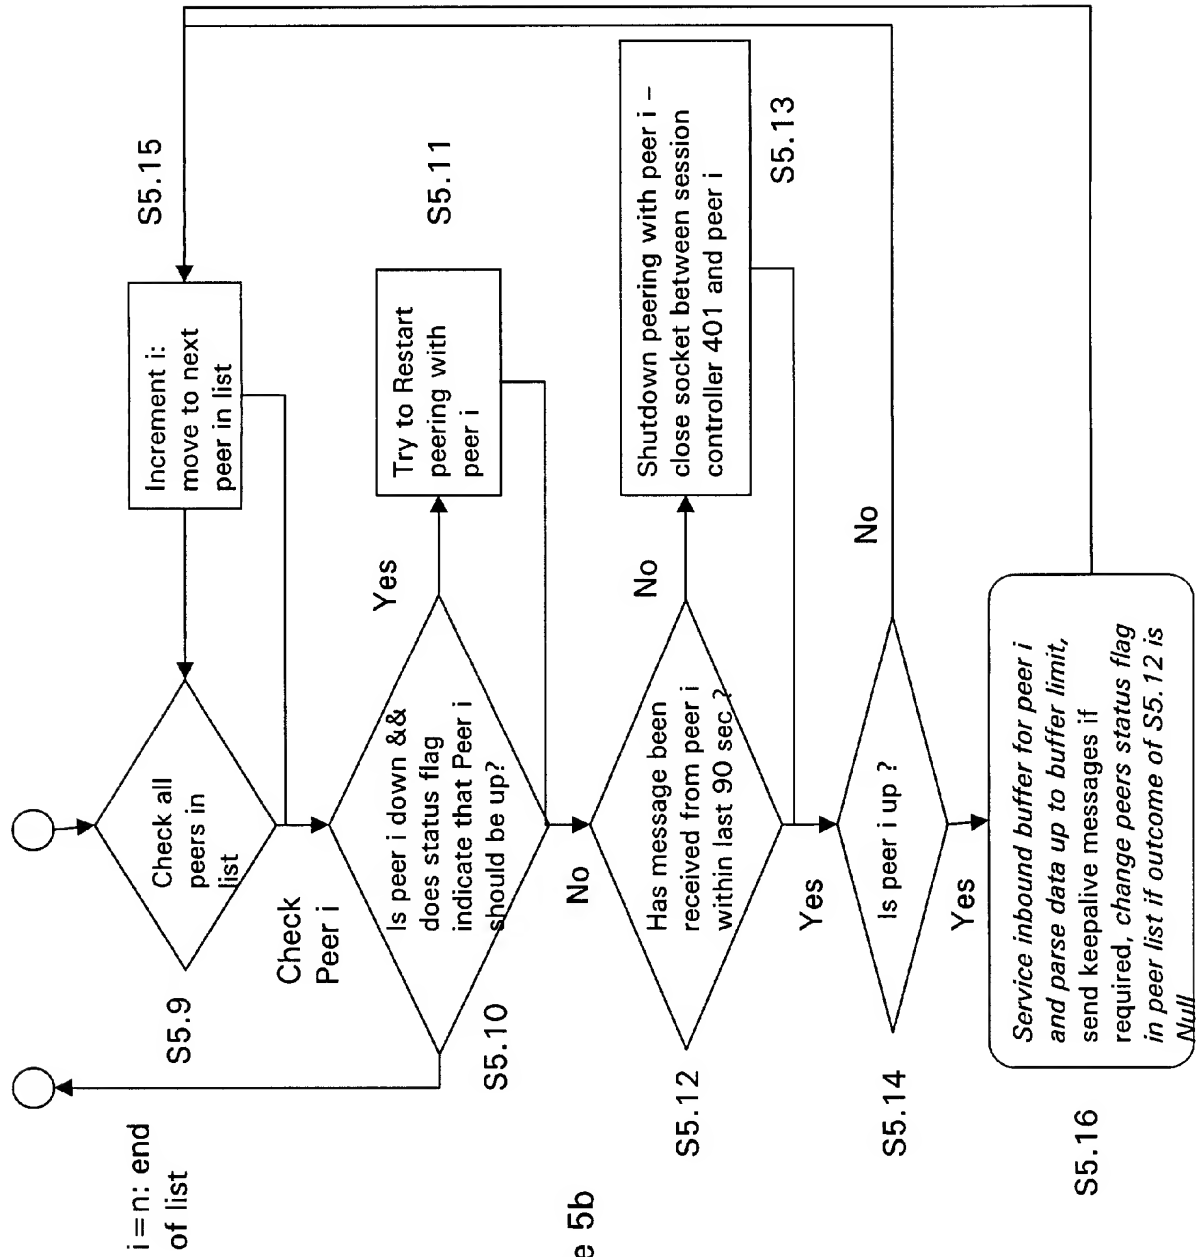 i=n: end
of list
S5.9
Check all
peers in
list
Increment i:
move to next
peer in list
S5.15
Check
Peer i
S5.10
Is peer i down &&
does status flag
indicate that Peer i
should be up?
Yes
Try to Restart
peering with
peer i
S5.11
No
S5.12
Has message been
received from peer i
within last 90 sec.?
No
Shutdown peering with peer i –
close socket between session
controller 401 and peer i
S5.13
Yes
S5.14
Is peer i up ?
No
Yes
S5.16
Service inbound buffer for peer i
and parse data up to buffer limit,
send keepalive messages if
required, change peers status flag
in peer list if outcome of S5.12 is
Null
e 5b